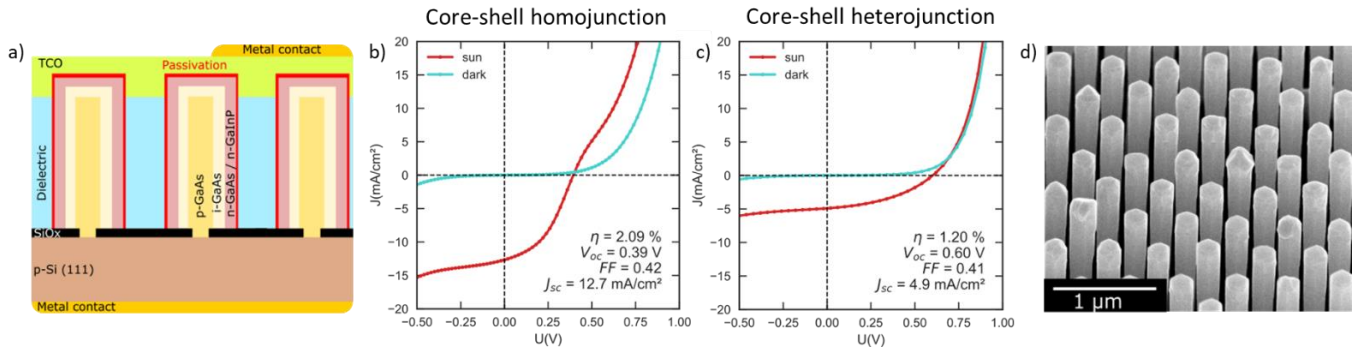 Core-shell homojunction
Core-shell heterojunction
a)
Metal contact
TCO
Passivation
Dielectric
p-GaAs
i-GaAs
n-GaAs / n-GaInP
SiOx
p-Si (111)
Metal contact
b)
20
15
10
5
0
−5
−10
−15
−20
J(mA/cm²)
sun
dark
η = 2.09 %
Voc = 0.39 V
FF = 0.42
Jsc = 12.7 mA/cm²
−0.50 −0.25 0.00 0.25 0.50 0.75 1.00
U(V)
c)
20
15
10
5
0
−5
−10
−15
−20
J(mA/cm²)
sun
dark
η = 1.20 %
Voc = 0.60 V
FF = 0.41
Jsc = 4.9 mA/cm²
−0.50 −0.25 0.00 0.25 0.50 0.75 1.00
U(V)
d)
1 µm